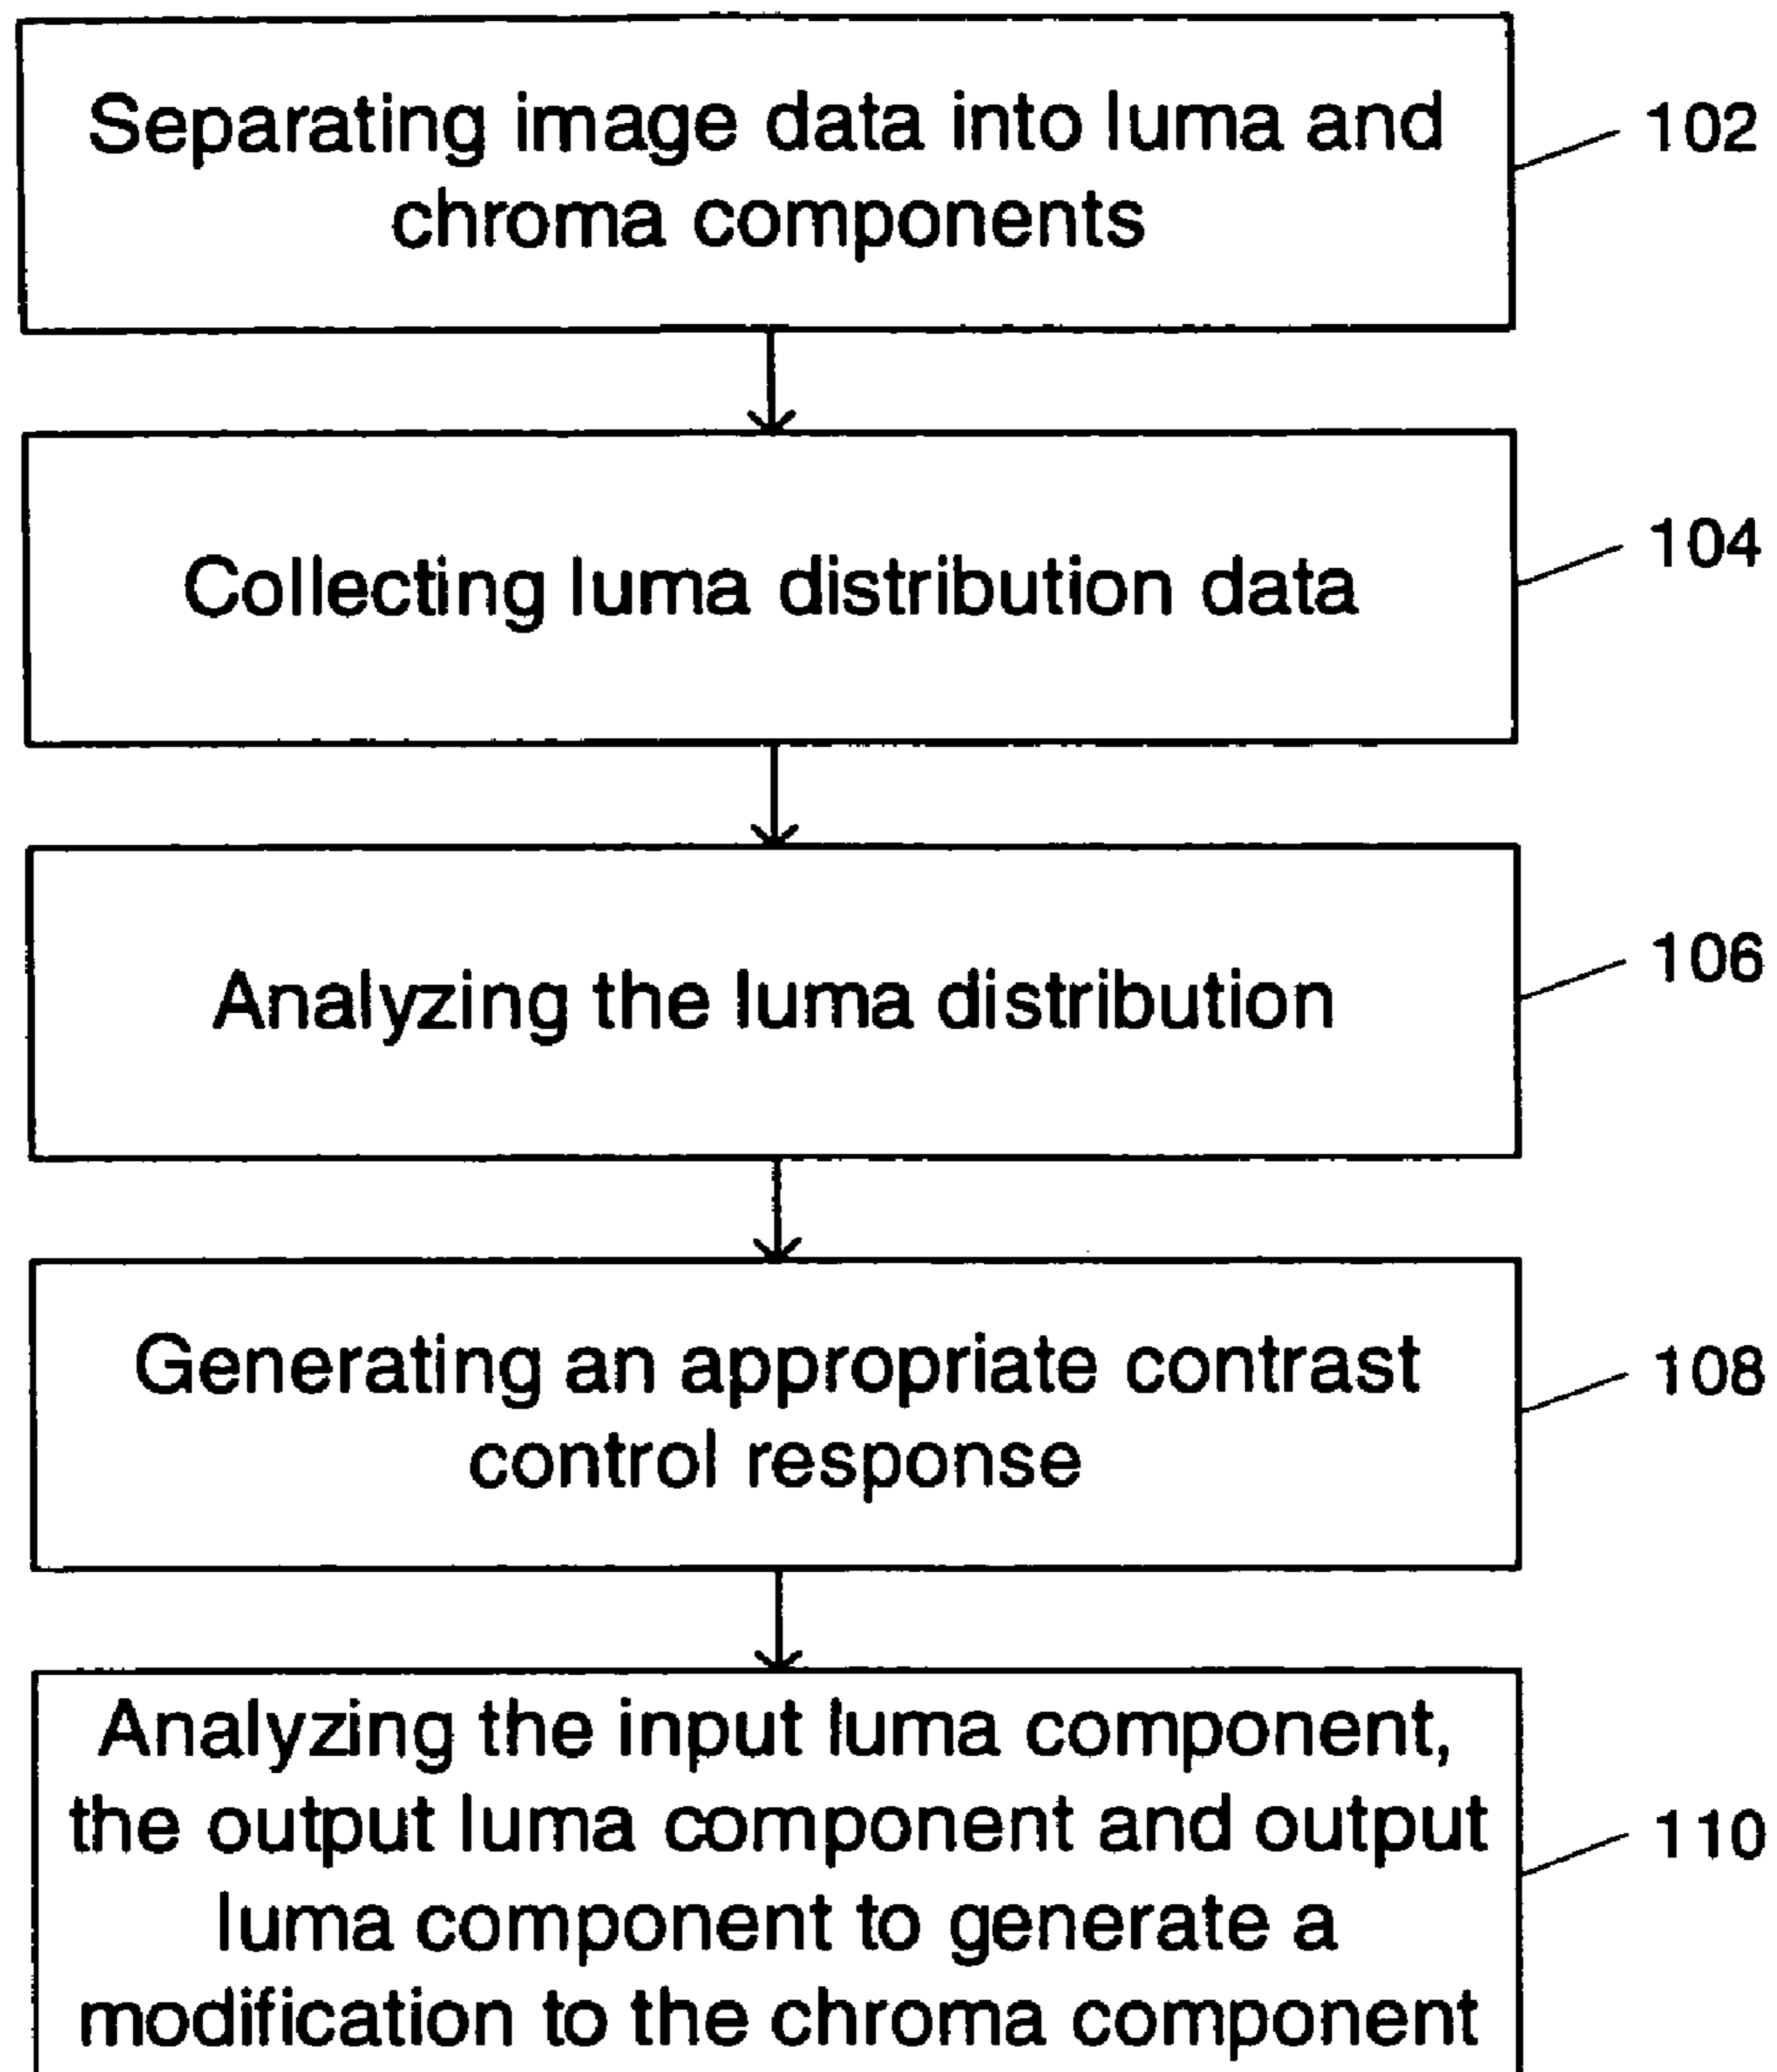 Separating image data into luma and
chroma components
102
Collecting luma distribution data
104
Analyzing the luma distribution
106
Generating an appropriate contrast
control response
108
Analyzing the input luma component,
the output luma component and output
luma component to generate a
modification to the chroma component
110